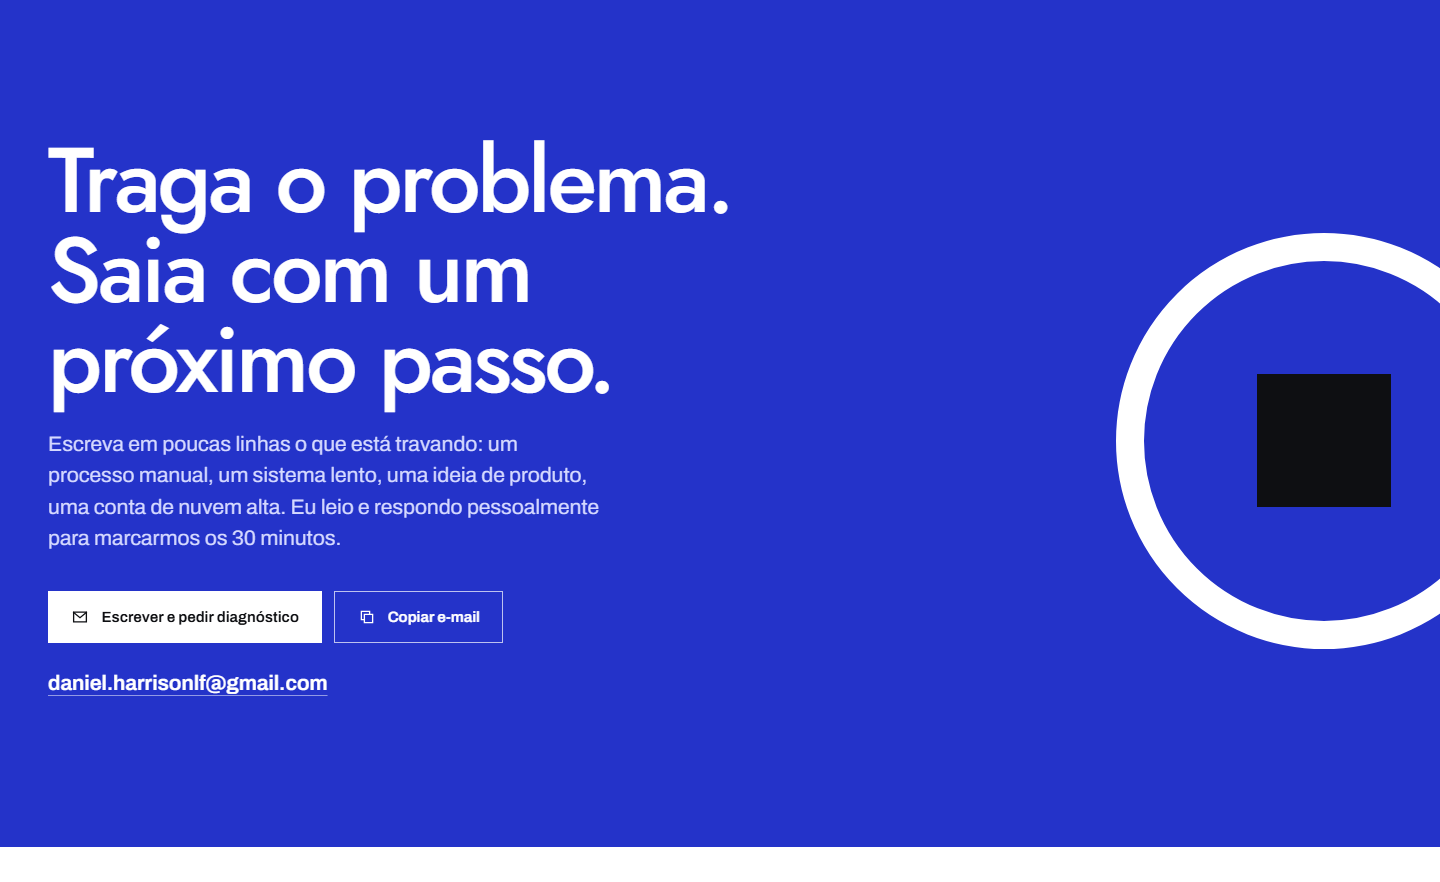 Traga o problema.
Saia com um
próximo passo.
Escreva em poucas linhas o que está travando: um
processo manual, um sistema lento, uma ideia de produto,
uma conta de nuvem alta. Eu leio e respondo pessoalmente
para marcarmos os 30 minutos.
Escrever e pedir diagnóstico
Copiar e-mail
daniel.harrisonlf@gmail.com